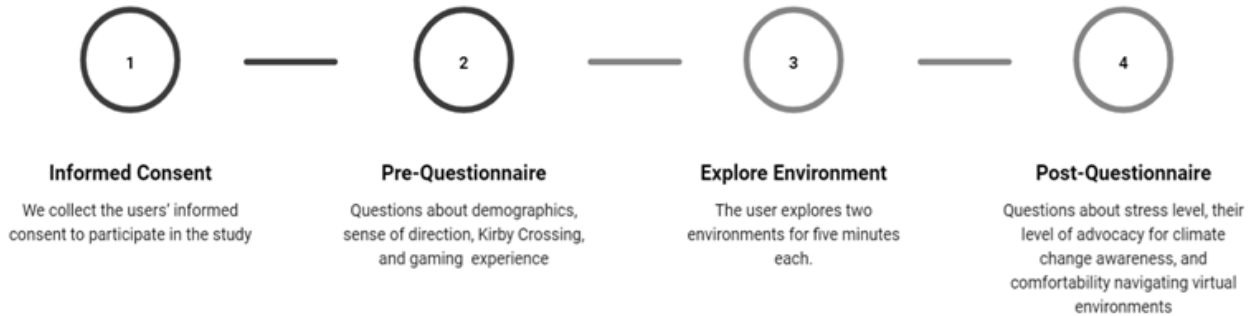 1
2
3
4
Informed Consent
We collect the users' informed
consent to participate in the study
Pre-Questionnaire
Questions about demographics,
sense of direction, Kirby Crossing,
and gaming  experience
Explore Environment
The user explores two
environments for five minutes
each.
Post-Questionnaire
Questions about stress level, their
level of advocacy for climate
change awareness, and
comfortability navigating virtual
environments